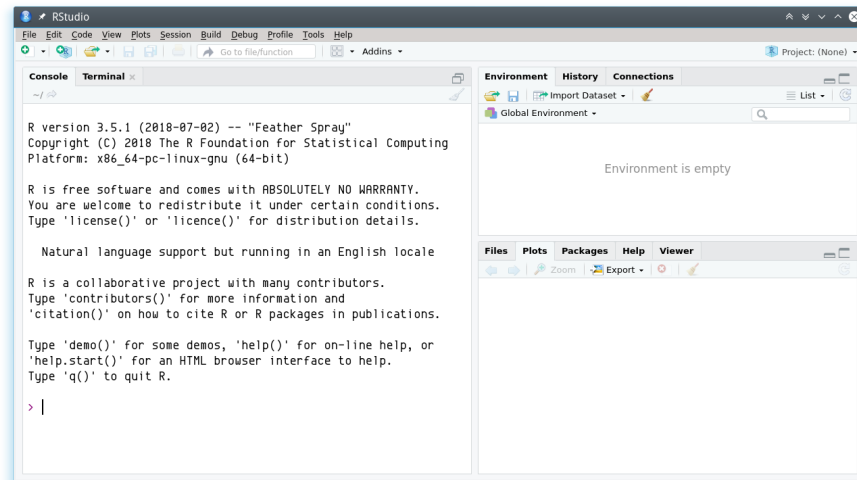 RStudio
File Edit Code View Plots Session Build Debug Profile Tools Help
Go to file/function Addins Project: (None)
Console Terminal
~/
R version 3.5.1 (2018-07-02) -- "Feather Spray"
Copyright (C) 2018 The R Foundation for Statistical Computing
Platform: x86_64-pc-linux-gnu (64-bit)
R is free software and comes with ABSOLUTELY NO WARRANTY.
You are welcome to redistribute it under certain conditions.
Type 'license()' or 'licence()' for distribution details.
Natural language support but running in an English locale
R is a collaborative project with many contributors.
Type 'contributors()' for more information and
'citation()' on how to cite R or R packages in publications.
Type 'demo()' for some demos, 'help()' for on-line help, or
'help.start()' for an HTML browser interface to help.
Type 'q()' to quit R.
>
Environment History Connections
Import Dataset List
Global Environment
Environment is empty
Files Plots Packages Help Viewer
Zoom Export